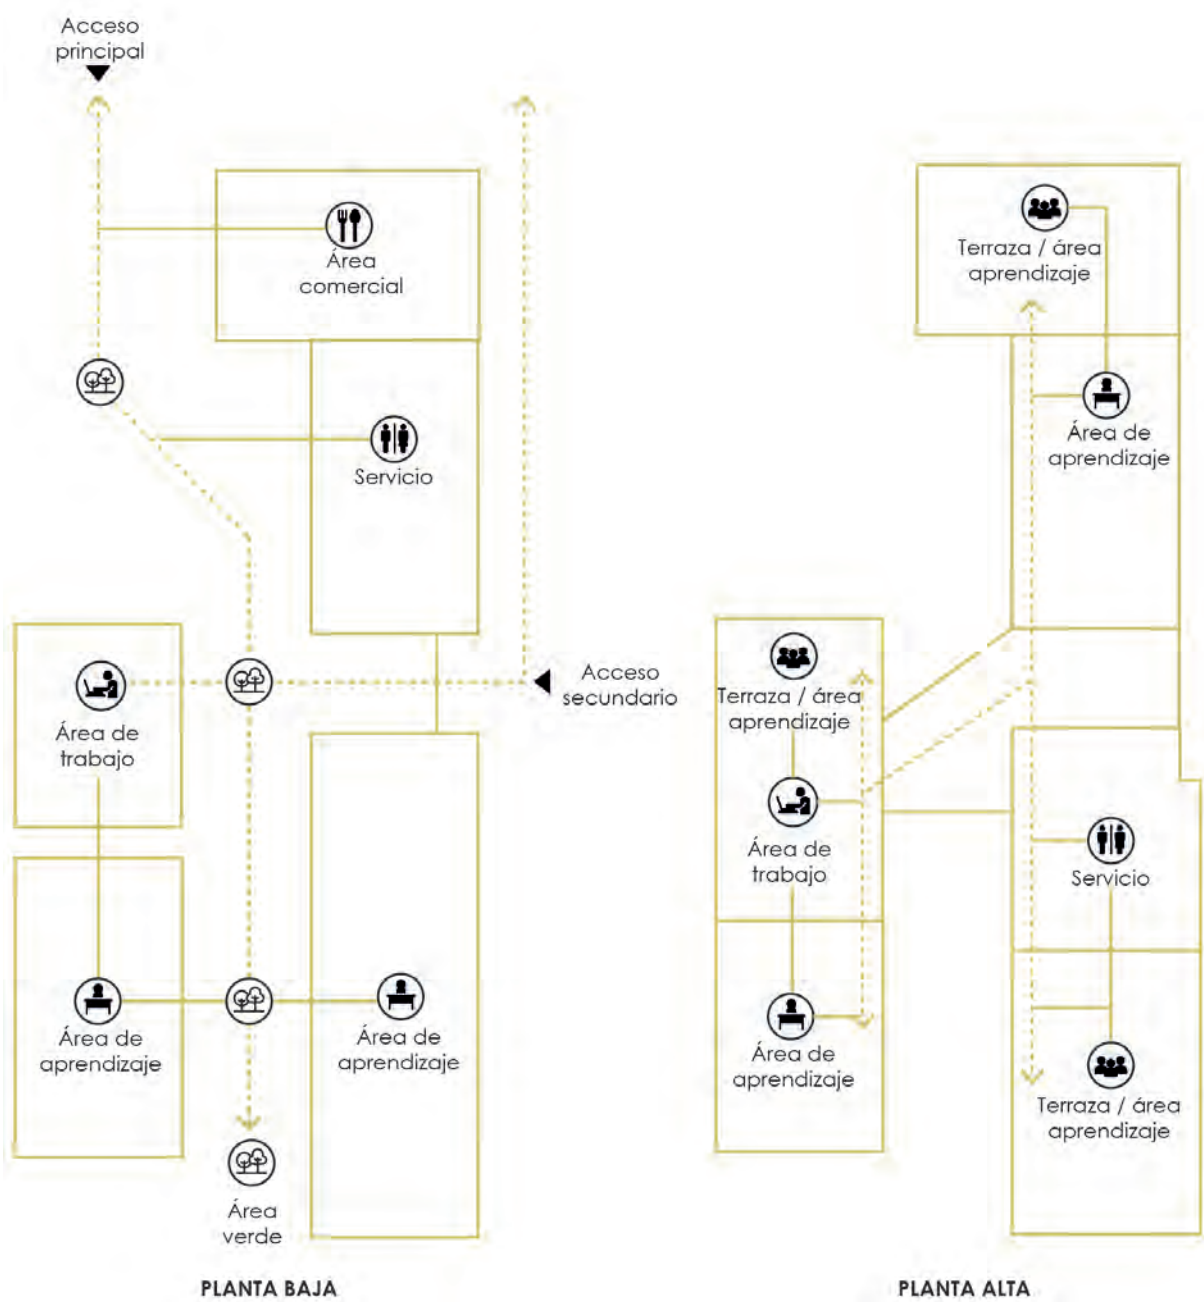 Acceso
principal
Área
comercial
Servicio
Acceso
secundario
Área de
trabajo
Área de
aprendizaje
Área de
aprendizaje
Área
verde
PLANTA BAJA
Terraza / área
aprendizaje
Área de
aprendizaje
Terraza / área
aprendizaje
Área de
trabajo
Servicio
Área de
aprendizaje
Terraza / área
aprendizaje
PLANTA ALTA